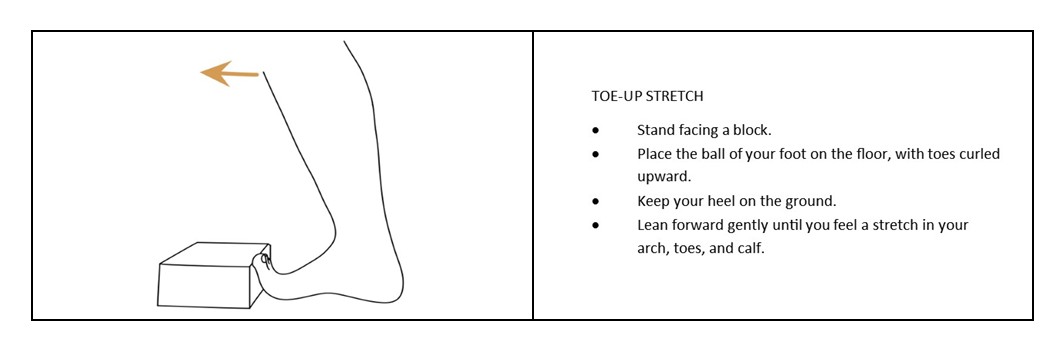 TOE-UP STRETCH
● Stand facing a block.
● Place the ball of your foot on the floor, with toes curled
upward.
● Keep your heel on the ground.
● Lean forward gently until you feel a stretch in your
arch, toes, and calf.